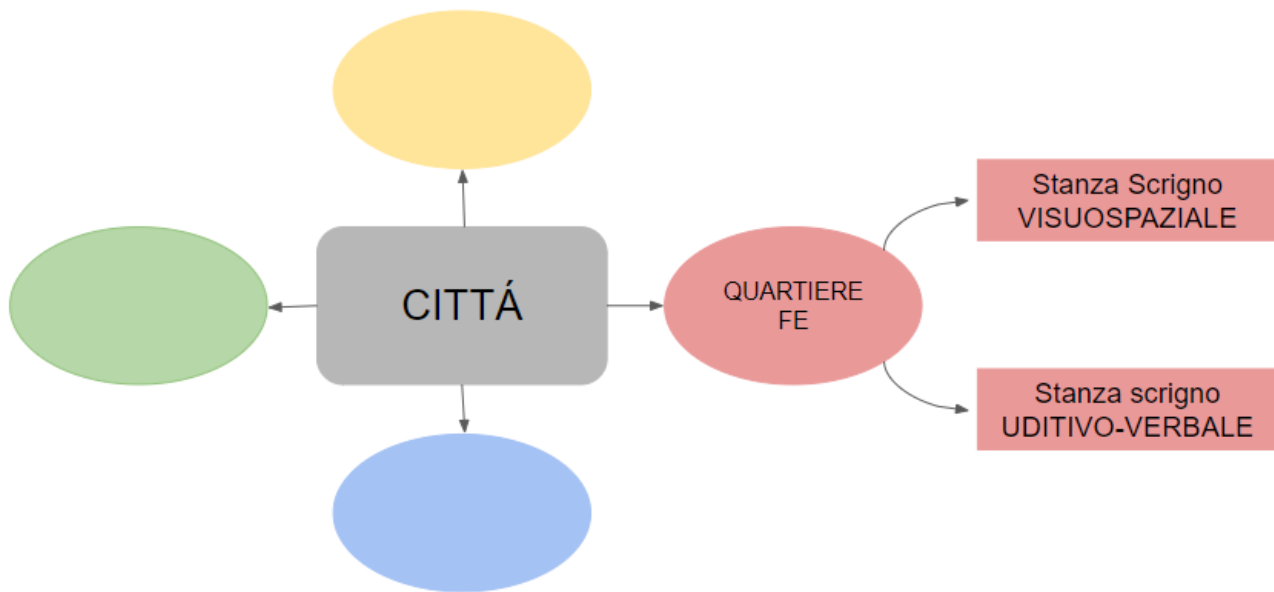 CITTÁ
QUARTIERE
FE
Stanza Scrigno
VISUOSPAZIALE
Stanza scrigno
UDITIVO-VERBALE